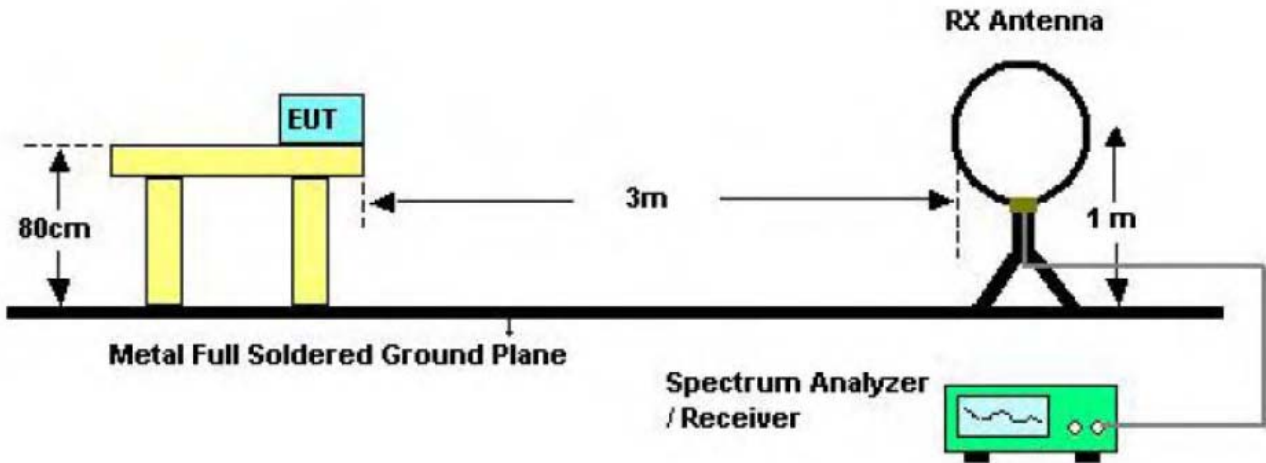 RX Antenna
EUT
80cm
3m
1 m
Metal Full Soldered Ground Plane
Spectrum Analyzer
/ Receiver